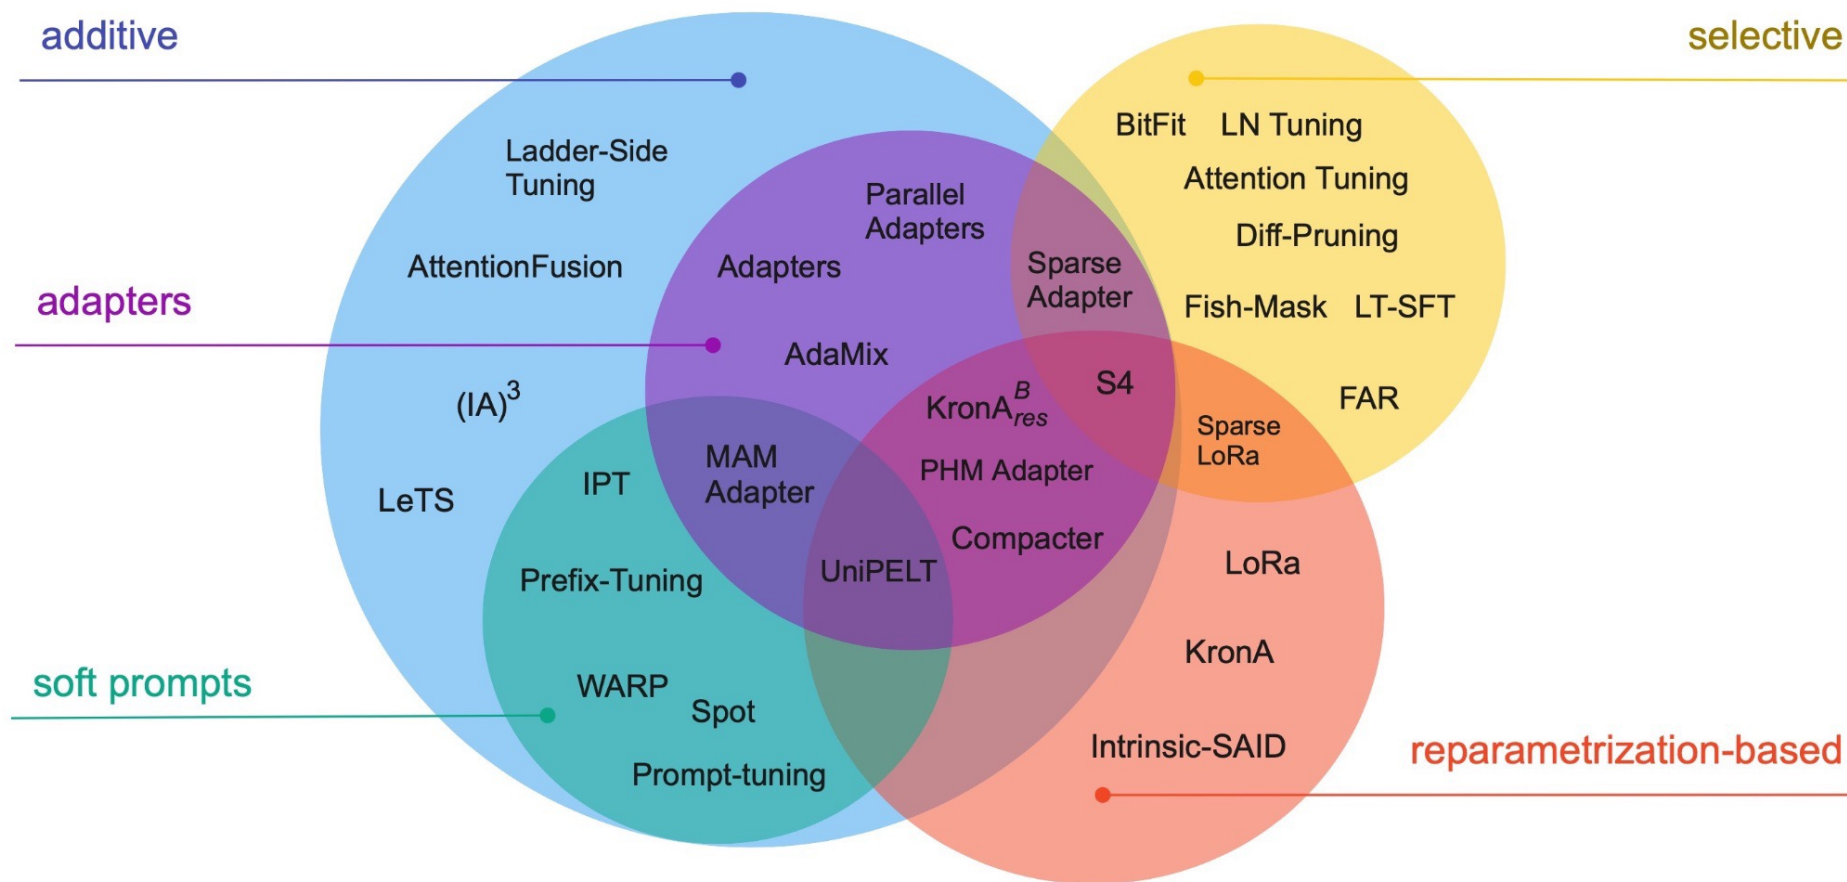 additive
selective
BitFit LN Tuning
Ladder-Side
Tuning
Attention Tuning
Parallel
Adapters
Diff-Pruning
AttentionFusion
Adapters
Sparse
Adapter
adapters
Fish-Mask LT-SFT
AdaMix
(IA)³
KronA^B_res
S4
FAR
Sparse
LoRa
MAM
Adapter
IPT
PHM Adapter
LeTS
Compacter
LoRa
UniPELT
Prefix-Tuning
KronA
soft prompts
WARP
Spot
Intrinsic-SAID
reparametrization-based
Prompt-tuning